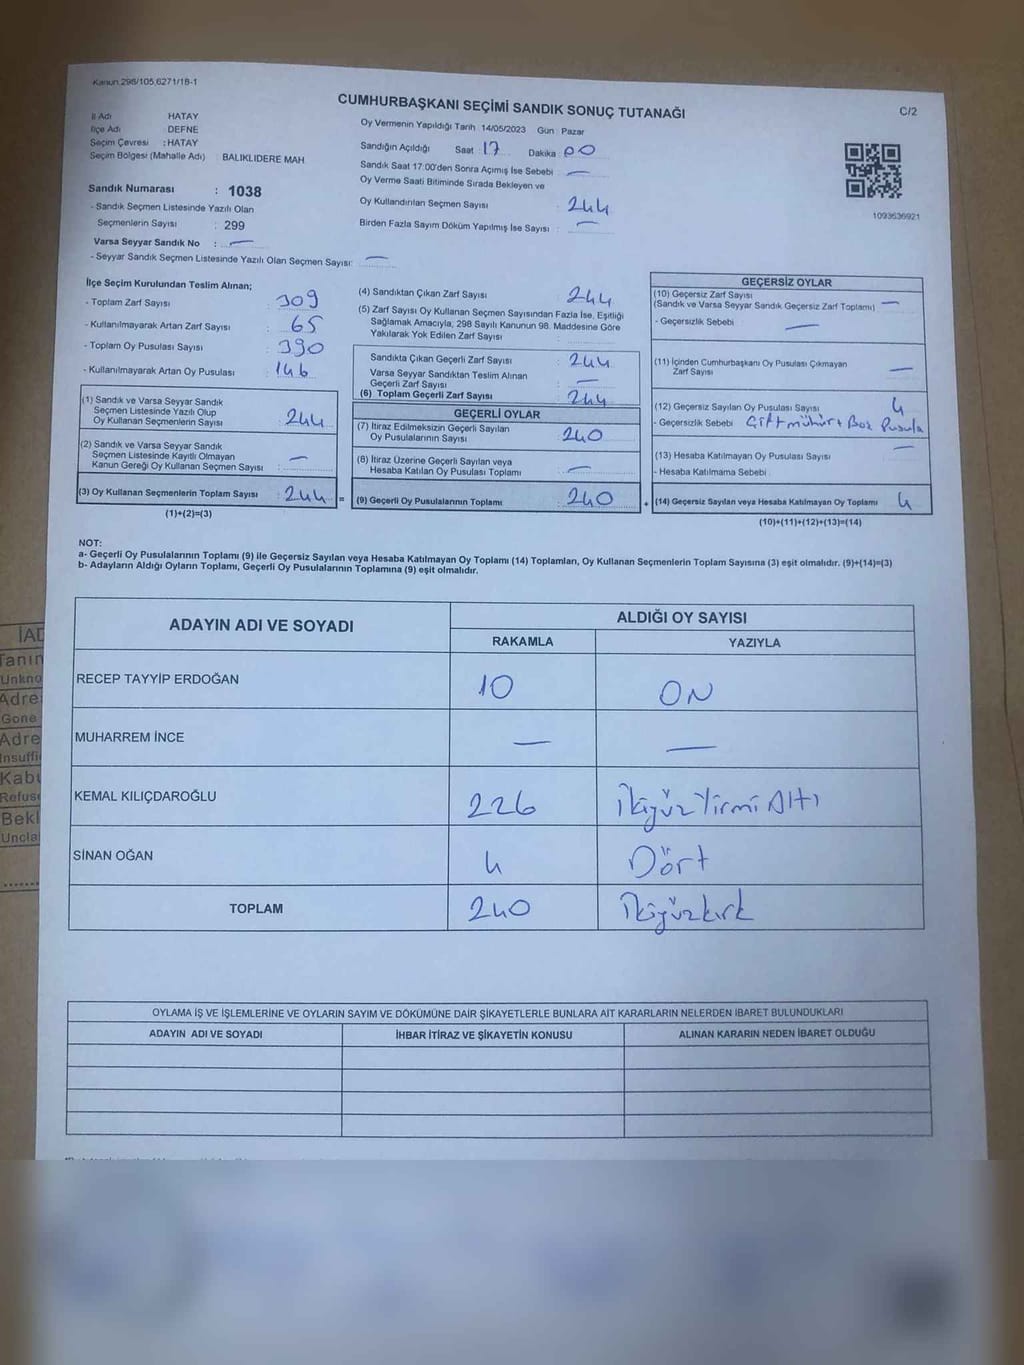 Kanun 298/105,6271/18-1
CUMHURBAŞKANI SEÇİMİ SANDIK SONUÇ TUTANAĞI
C/2
İl Adı HATAY
İlçe Adı : DEFNE
Seçim Çevresi : HATAY
Seçim Bölgesi (Mahalle Adı) : BALIKLIDERE MAH
Sandık Numarası : 1038
- Sandık Seçmen Listesinde Yazılı Olan
Seçmenlerin Sayısı : 299
Varsa Seyyar Sandık No : —
- Seyyar Sandık Seçmen Listesinde Yazılı Olan Seçmen Sayısı: —
Oy Vermenin Yapıldığı Tarih 14/05/2023 Gün : Pazar
Sandığın Açıldığı Saat : 17 Dakika : 00
Sandık Saat 17:00'den Sonra Açımış İse Sebebi —
Oy Verme Saati Bitiminde Sırada Bekleyen ve
Oy Kullandırılan Seçmen Sayısı : 244
Birden Fazla Sayım Döküm Yapılmış İse Sayısı : —
1093636921
İlçe Seçim Kurulundan Teslim Alınan;
- Toplam Zarf Sayısı : 309
- Kullanılmayarak Artan Zarf Sayısı : 65
- Toplam Oy Pusulası Sayısı : 390
- Kullanılmayarak Artan Oy Pusulası : 146
(1) Sandık ve Varsa Seyyar Sandık
Seçmen Listesinde Yazılı Olup
Oy Kullanan Seçmenlerin Sayısı : 244
(2) Sandık ve Varsa Seyyar Sandık
Seçmen Listesinde Kayıtlı Olmayan
Kanun Gereği Oy Kullanan Seçmen Sayısı : —
(3) Oy Kullanan Seçmenlerin Toplam Sayısı : 244
(1)+(2)=(3)
(4) Sandıktan Çıkan Zarf Sayısı : 244
(5) Zarf Sayısı Oy Kullanan Seçmen Sayısından Fazla İse, Eşitliği
Sağlamak Amacıyla, 298 Sayılı Kanunun 98. Maddesine Göre
Yakılarak Yok Edilen Zarf Sayısı :
Sandıkta Çıkan Geçerli Zarf Sayısı : 244
Varsa Seyyar Sandıktan Teslim Alınan
Geçerli Zarf Sayısı : —
(6) Toplam Geçerli Zarf Sayısı : 244
GEÇERLİ OYLAR
(7) İtiraz Edilmeksizin Geçerli Sayılan
Oy Pusulalarının Sayısı : 240
(8) İtiraz Üzerine Geçerli Sayılan veya
Hesaba Katılan Oy Pusulası Toplamı : —
= (9) Geçerli Oy Pusulalarının Toplamı : 240
GEÇERSİZ OYLAR
(10) Geçersiz Zarf Sayısı
(Sandık ve Varsa Seyyar Sandık Geçersiz Zarf Toplamı) —
- Geçersizlik Sebebi —
(11) İçinden Cumhurbaşkanı Oy Pusulası Çıkmayan
Zarf Sayısı —
(12) Geçersiz Sayılan Oy Pusulası Sayısı 4
- Geçersizlik Sebebi Çift mühür + Boş Pusula
(13) Hesaba Katılmayan Oy Pusulası Sayısı —
- Hesaba Katılmama Sebebi
+ (14) Geçersiz Sayılan veya Hesaba Katılmayan Oy Toplamı 4
(10)+(11)+(12)+(13)=(14)
NOT:
a- Geçerli Oy Pusulalarının Toplamı (9) ile Geçersiz Sayılan veya Hesaba Katılmayan Oy Toplamı (14) Toplamları, Oy Kullanan Seçmenlerin Toplam Sayısına (3) eşit olmalıdır. (9)+(14)=(3)
b- Adayların Aldığı Oyların Toplamı, Geçerli Oy Pusulalarının Toplamına (9) eşit olmalıdır.
ADAYIN ADI VE SOYADI ALDIĞI OY SAYISI
RAKAMLA YAZIYLA
RECEP TAYYİP ERDOĞAN 10 ON
MUHARREM İNCE — —
KEMAL KILIÇDAROĞLU 226 İkiyüz Yirmi Altı
SİNAN OĞAN 4 Dört
TOPLAM 240 İkiyüzkırk
OYLAMA İŞ VE İŞLEMLERİNE VE OYLARIN SAYIM VE DÖKÜMÜNE DAİR ŞİKAYETLERLE BUNLARA AİT KARARLARIN NELERDEN İBARET BULUNDUKLARI
ADAYIN ADI VE SOYADI İHBAR İTİRAZ VE ŞİKAYETİN KONUSU ALINAN KARARIN NEDEN İBARET OLDUĞU
İAD
Tanın
Unkno
Adre
Gone
Adre
Insuffi
Kabu
Refuse
Bekl
Uncla